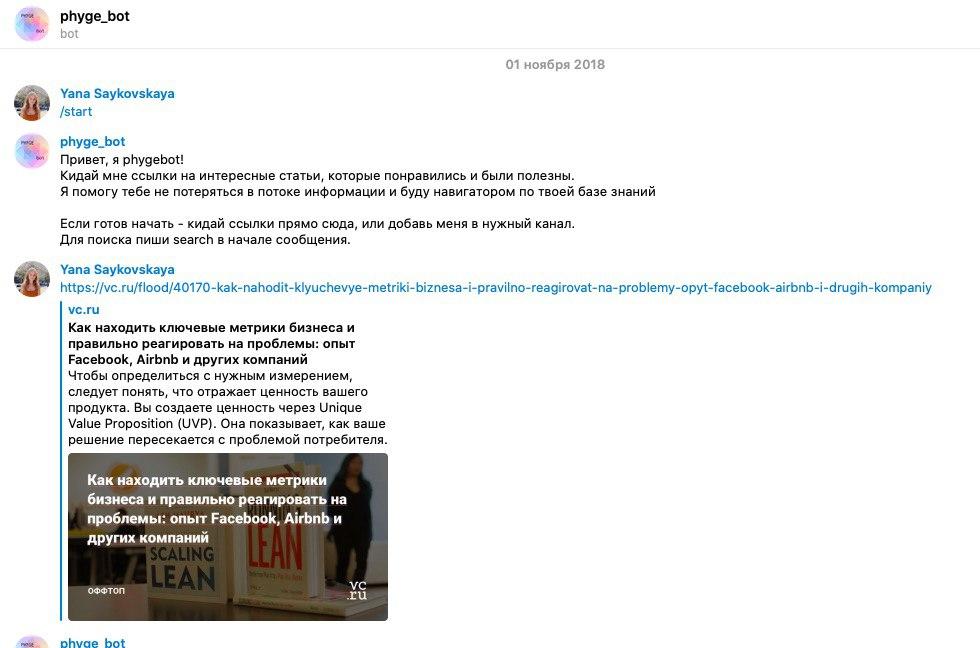 phyge_bot
bot
01 ноября 2018
Yana Saykovskaya
/start
phyge_bot
Привет, я phygebot!
Кидай мне ссылки на интересные статьи, которые понравились и были полезны.
Я помогу тебе не потеряться в потоке информации и буду навигатором по твоей базе знаний
Если готов начать - кидай ссылки прямо сюда, или добавь меня в нужный канал.
Для поиска пиши search в начале сообщения.
Yana Saykovskaya
https://vc.ru/flood/40170-kak-nahodit-klyuchevye-metriki-biznesa-i-pravilno-reagirovat-na-problemy-opyt-facebook-airbnb-i-drugih-kompaniy
vc.ru
Как находить ключевые метрики бизнеса и
правильно реагировать на проблемы: опыт
Facebook, Airbnb и других компаний
Чтобы определиться с нужным измерением,
следует понять, что отражает ценность вашего
продукта. Вы создаете ценность через Unique
Value Proposition (UVP). Она показывает, как ваше
решение пересекается с проблемой потребителя.
Как находить ключевые метрики
бизнеса и правильно реагировать на
проблемы: опыт Facebook, Airbnb и
других компаний
SCALING
LEAN
LEAN
оффтоп
vc
.ru
phyge_bot